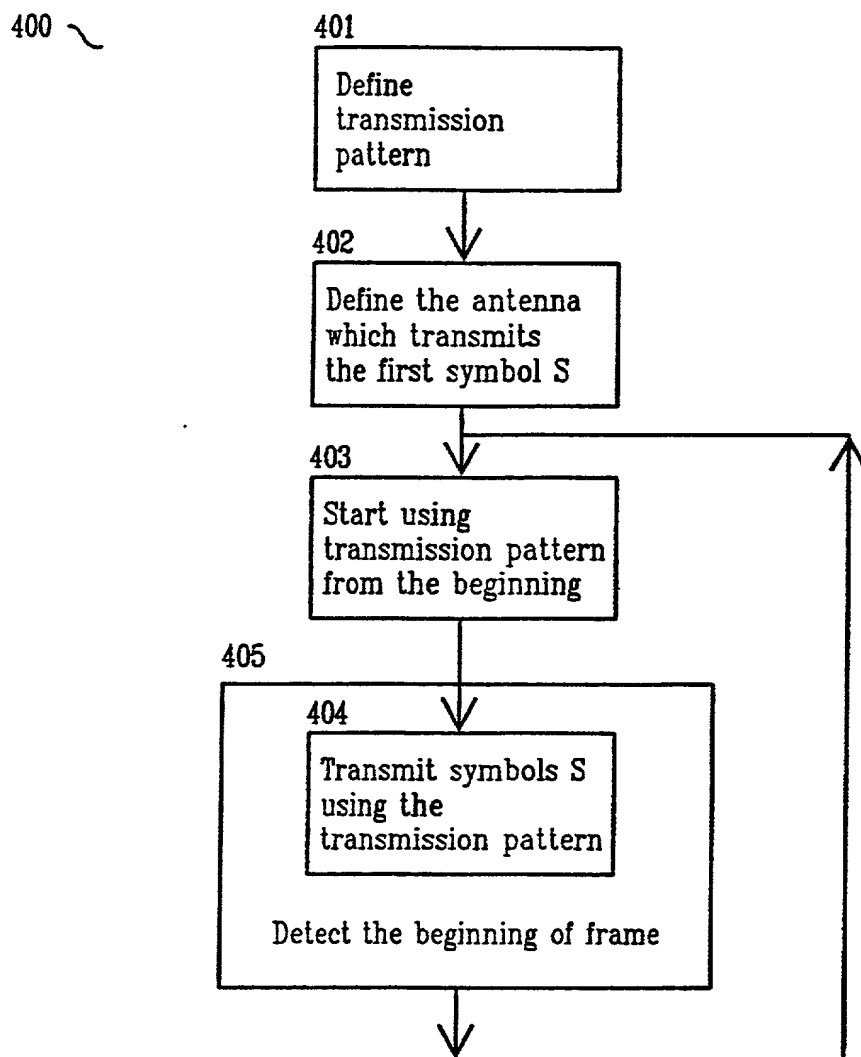 400
401
Define
transmission
pattern
402
Define the antenna
which transmits
the first symbol S
403
Start using
transmission pattern
from the beginning
405
404
Transmit symbols S
using the
transmission pattern
Detect the beginning of frame